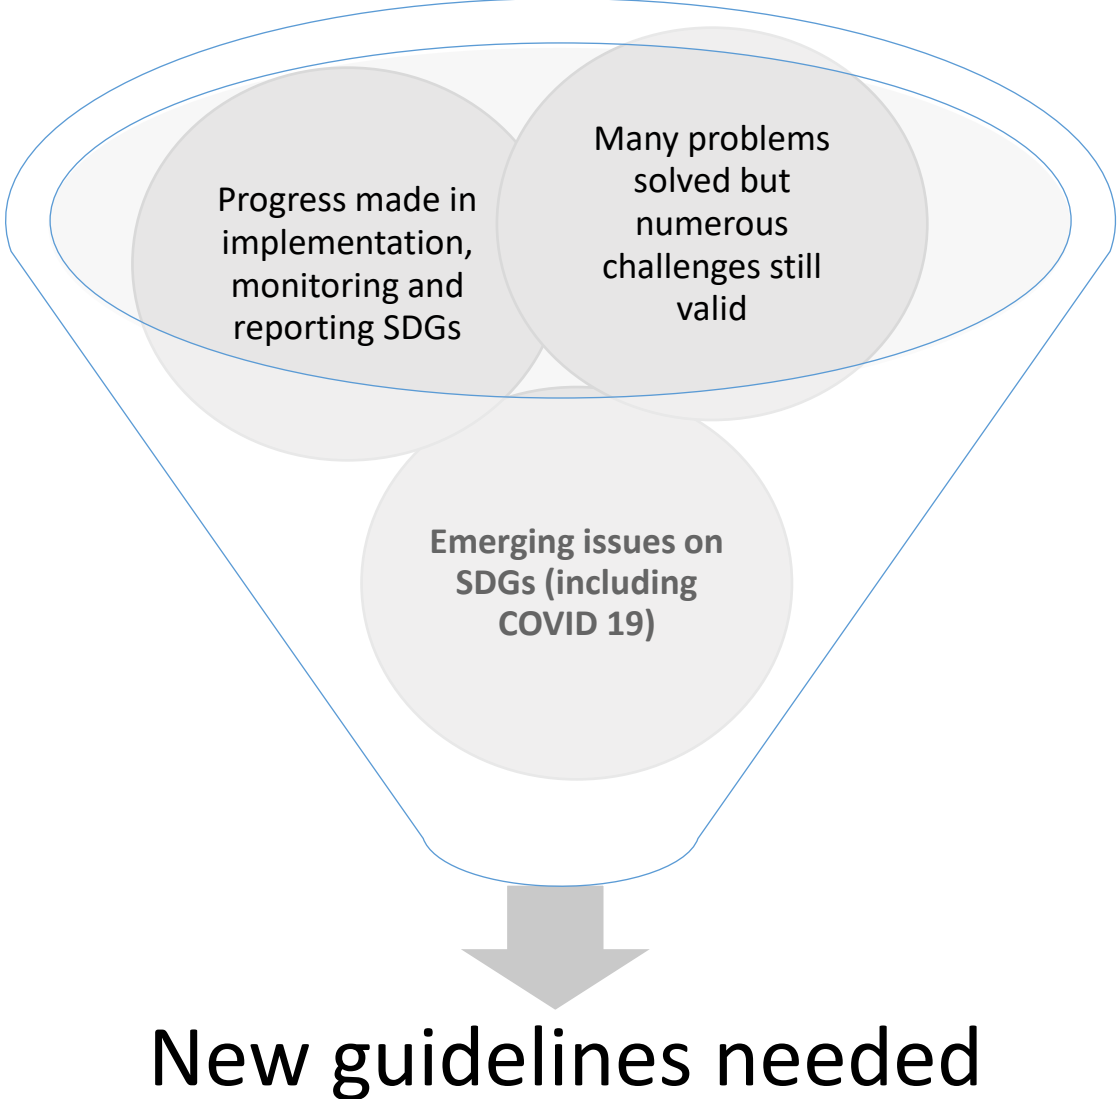 Progress made in
implementation,
monitoring and
reporting SDGs
Many problems
solved but
numerous
challenges still
valid
Emerging issues on
SDGs (including
COVID 19)
New guidelines needed